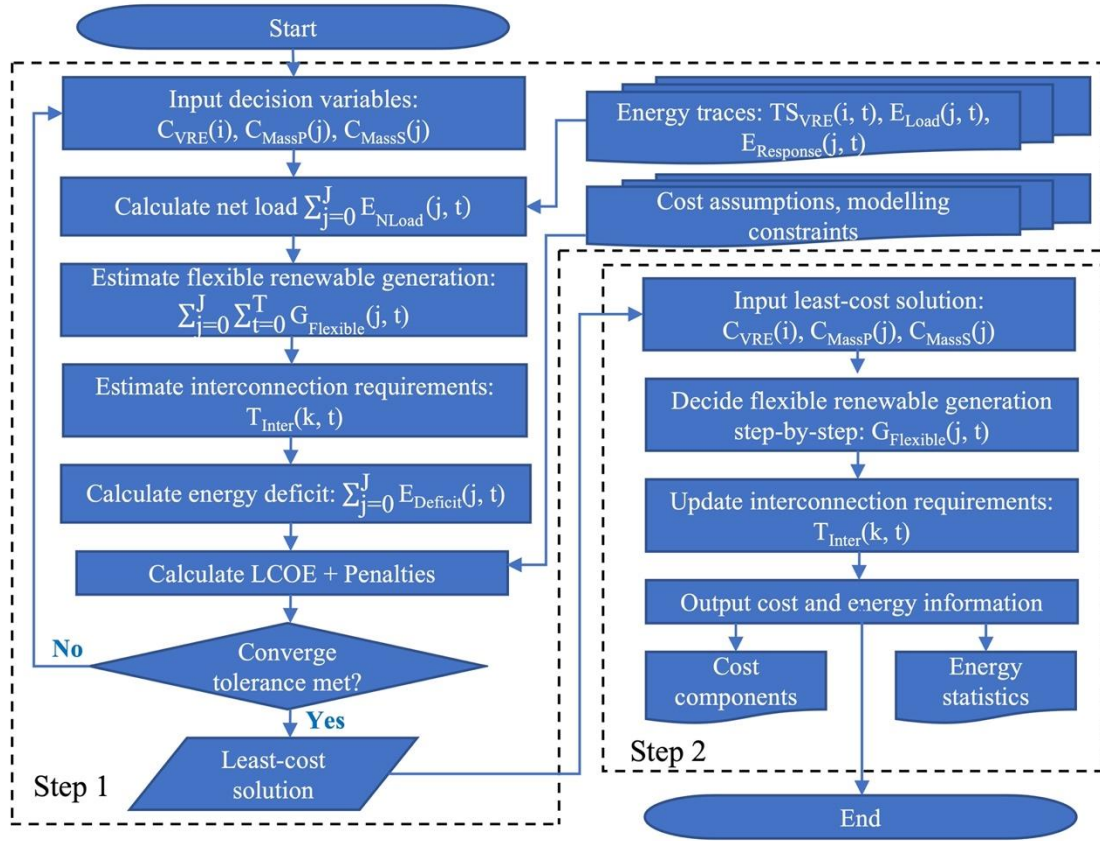 Start
Input decision variables:
C_VRE(i), C_MassP(j), C_MassS(j)
Calculate net load ∑_{j=0}^{J} E_NLoad(j, t)
Estimate flexible renewable generation:
∑_{j=0}^{J} ∑_{t=0}^{T} G_Flexible(j, t)
Estimate interconnection requirements:
T_Inter(k, t)
Calculate energy deficit: ∑_{j=0}^{J} E_Deficit(j, t)
Calculate LCOE + Penalties
Converge
tolerance met?
No
Yes
Least-cost
solution
Step 1
Energy traces: TS_VRE(i, t), E_Load(j, t),
E_Response(j, t)
Cost assumptions, modelling
constraints
Input least-cost solution:
C_VRE(i), C_MassP(j), C_MassS(j)
Decide flexible renewable generation
step-by-step: G_Flexible(j, t)
Update interconnection requirements:
T_Inter(k, t)
Output cost and energy information
Cost
components
Energy
statistics
Step 2
End